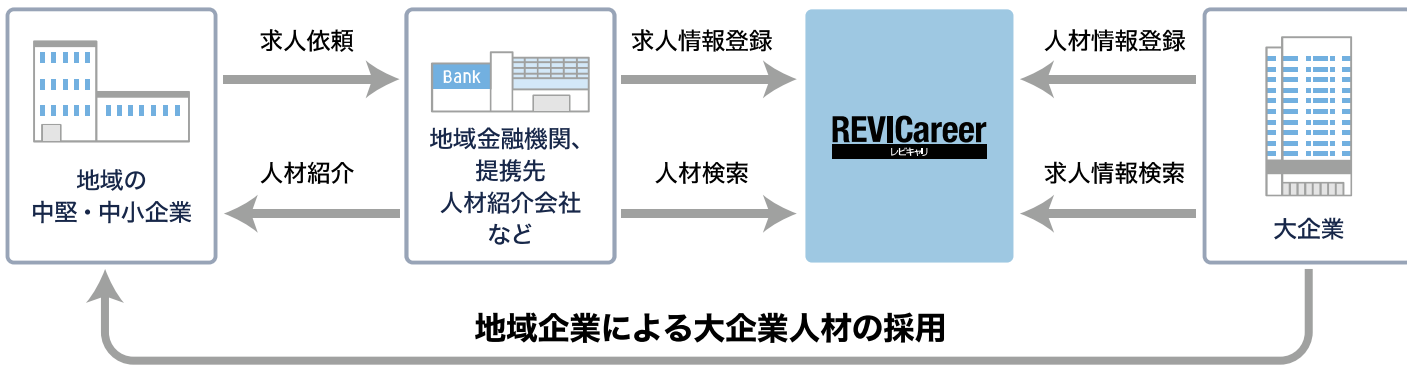 求人依頼
人材紹介
地域の
中堅・中小企業
Bank
地域金融機関、
提携先
人材紹介会社
など
求人情報登録
人材検索
REVICareer
レビキャリ
人材情報登録
求人情報検索
大企業
地域企業による大企業人材の採用